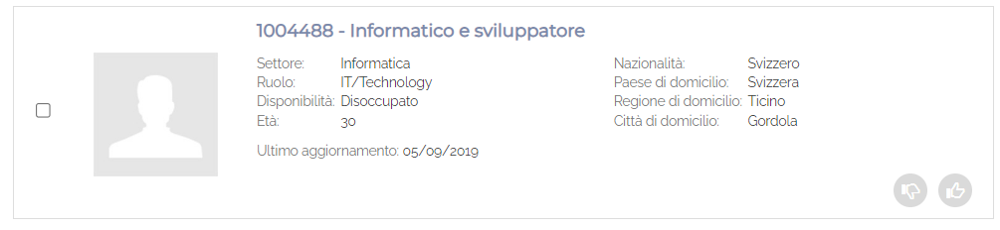 1004488 - Informatico e sviluppatore
Settore: Informatica
Ruolo: IT/Technology
Disponibilità: Disoccupato
Età: 30
Nazionalità: Svizzero
Paese di domicilio: Svizzera
Regione di domicilio: Ticino
Città di domicilio: Gordola
Ultimo aggiornamento: 05/09/2019